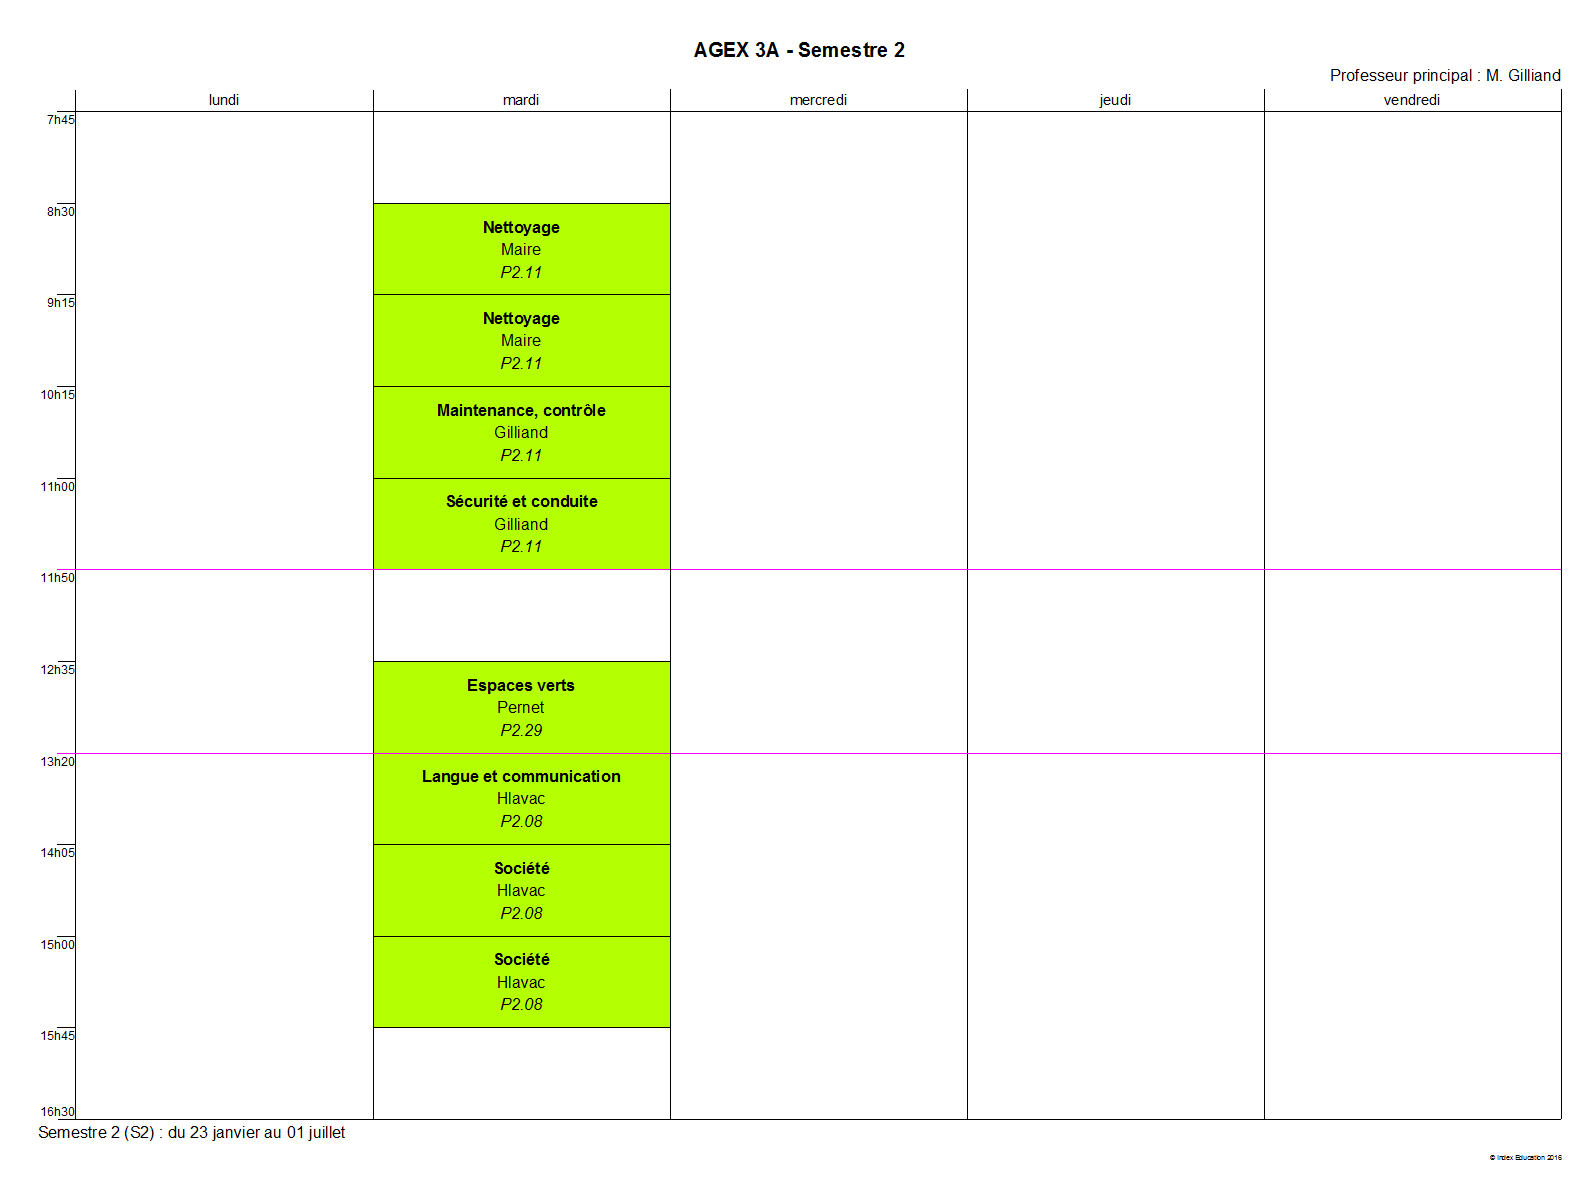 AGEX 3A - Semestre 2
Professeur principal : M. Gilliand
lundi mardi mercredi jeudi vendredi
7h45
8h30
Nettoyage
Maire
P2.11
9h15
Nettoyage
Maire
P2.11
10h15
Maintenance, contrôle
Gilliand
P2.11
11h00
Sécurité et conduite
Gilliand
P2.11
11h50
12h35
Espaces verts
Pernet
P2.29
13h20
Langue et communication
Hlavac
P2.08
14h05
Société
Hlavac
P2.08
15h00
Société
Hlavac
P2.08
15h45
16h30
Semestre 2 (S2) : du 23 janvier au 01 juillet
© Index Education 2016